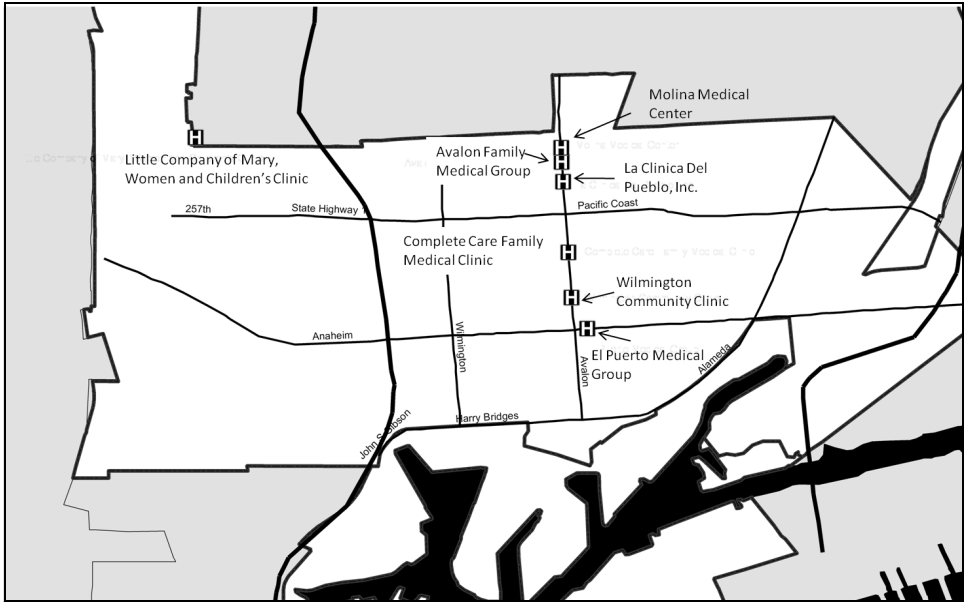 Molina Medical
Center
Avalon Family
Medical Group
Little Company of Mary,
Women and Children's Clinic
La Clinica Del
Pueblo, Inc.
257th
State Highway 1
Pacific Coast
Complete Care Family
Medical Clinic
Wilmington
Community Clinic
Anaheim
Wilmington
El Puerto Medical
Group
Avalon
Alameda
Harry Bridges
John S Gibson
H
H
H
H
H
H
H